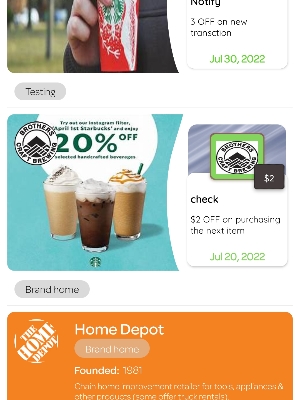 Notify
3 OFF on new
transction
Jul 30, 2022
Testing
Try out our Instagram filter,
April 1st Starbucks' and enjoy
20% OFF
selected handcrafted beverages.
BROTHERS
CRAFT BREWING
BROTHERS
CRAFT BREWING
$2
check
$2 OFF on purchasing
the next item
Jul 20, 2022
Brand home
THE
HOME
DEPOT
Home Depot
Brand home
Founded: 1981
Chain home improvement retailer for tools, appliances &
other products (some offer truck rentals).